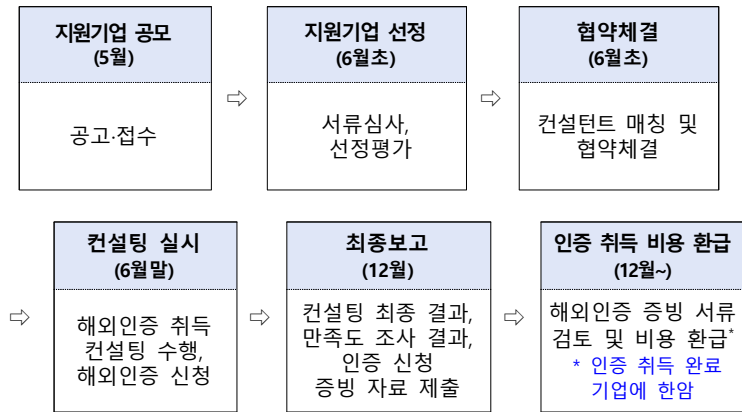 지원기업 공모
(5월)
공고·접수
⇨
지원기업 선정
(6월초)
서류심사,
선정평가
⇨
협약체결
(6월초)
컨설턴트 매칭 및
협약체결
⇨
컨설팅 실시
(6월말)
해외인증 취득
컨설팅 수행,
해외인증 신청
⇨
최종보고
(12월)
컨설팅 최종 결과,
만족도 조사 결과,
인증 신청
증빙 자료 제출
⇨
인증 취득 비용 환급
(12월~)
해외인증 증빙 서류
검토 및 비용 환급*
* 인증 취득 완료
기업에 한암